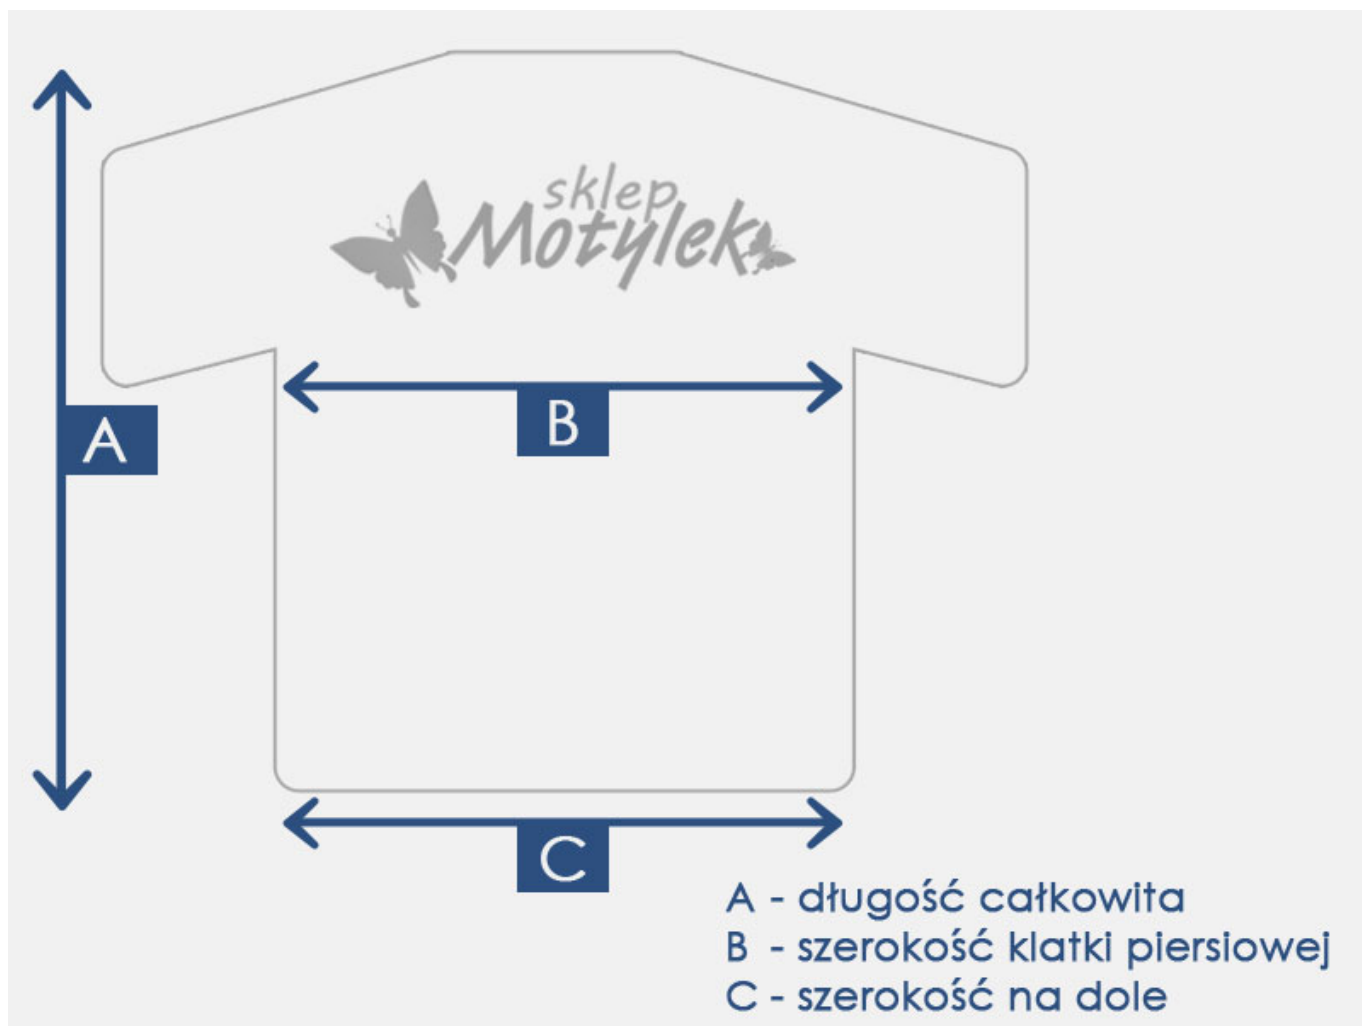 sklep
Motylek
A
B
C
A - długość całkowita
B - szerokość klatki piersiowej
C - szerokość na dole